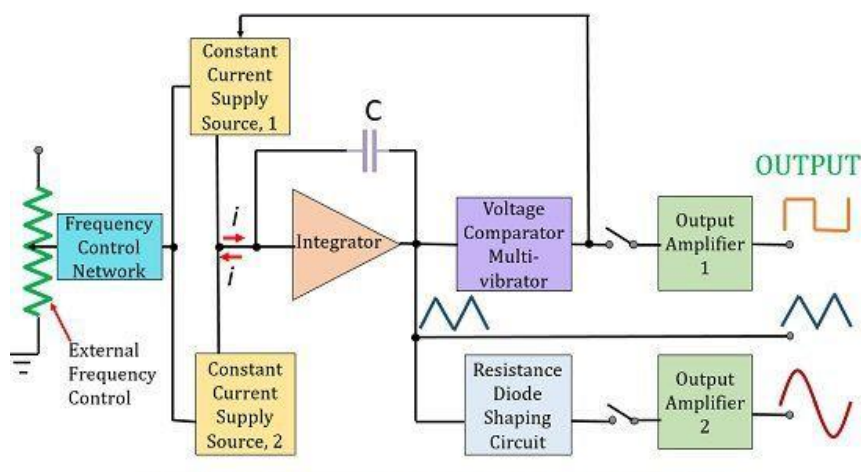 Constant
Current
Supply
Source, 1
C
OUTPUT
Frequency
Control
Network
i
i
Integrator
Voltage
Comparator
Multi-
vibrator
Output
Amplifier
1
External
Frequency
Control
Constant
Current
Supply
Source, 2
Resistance
Diode
Shaping
Circuit
Output
Amplifier
2